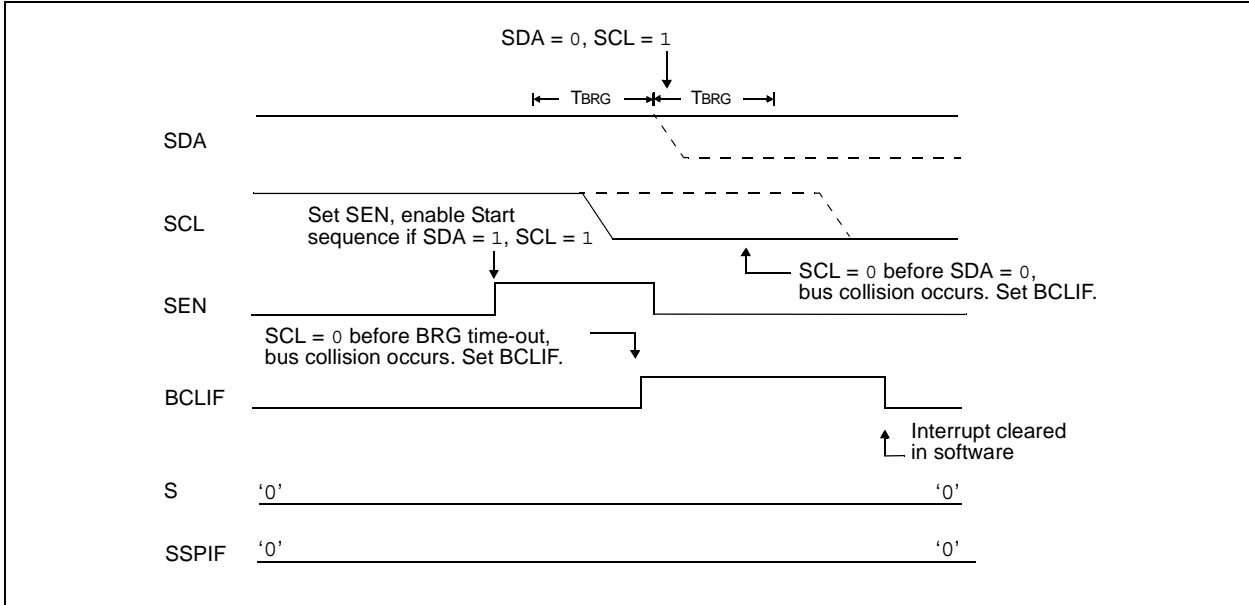 SDA = 0, SCL = 1
TBRG TBRG
SDA
SCL
Set SEN, enable Start
sequence if SDA = 1, SCL = 1
SCL = 0 before SDA = 0,
bus collision occurs. Set BCLIF.
SEN
SCL = 0 before BRG time-out,
bus collision occurs. Set BCLIF.
BCLIF
Interrupt cleared
in software
S ‘0’ ‘0’
SSPIF ‘0’ ‘0’